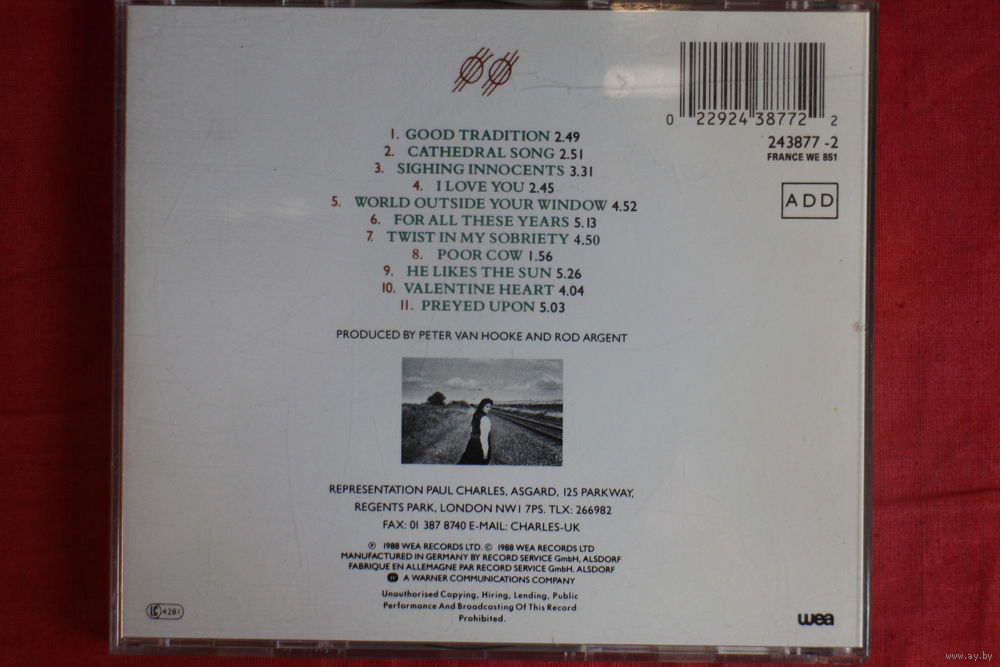 0 22924 38772 2
243877 -2
FRANCE WE 851
ADD
1. GOOD TRADITION 2.49
2. CATHEDRAL SONG 2.51
3. SIGHING INNOCENTS 3.31
4. I LOVE YOU 2.45
5. WORLD OUTSIDE YOUR WINDOW 4.52
6. FOR ALL THESE YEARS 5.13
7. TWIST IN MY SOBRIETY 4.50
8. POOR COW 1.56
9. HE LIKES THE SUN 5.26
10. VALENTINE HEART 4.04
11. PREYED UPON 5.03
PRODUCED BY PETER VAN HOOKE AND ROD ARGENT
REPRESENTATION PAUL CHARLES, ASGARD, 125 PARKWAY,
REGENTS PARK, LONDON NW1 7PS. TLX: 266982
FAX: 01 387 8740 E-MAIL: CHARLES-UK
℗ 1988 WEA RECORDS LTD. © 1988 WEA RECORDS LTD
MANUFACTURED IN GERMANY BY RECORD SERVICE GmbH, ALSDORF
FABRIQUE EN ALLEMAGNE PAR RECORD SERVICE GmbH, ALSDORF
A WARNER COMMUNICATIONS COMPANY
Unauthorised Copying, Hiring, Lending, Public
Performance And Broadcasting Of This Record
Prohibited.
LC 4281
wea
www.ay.by